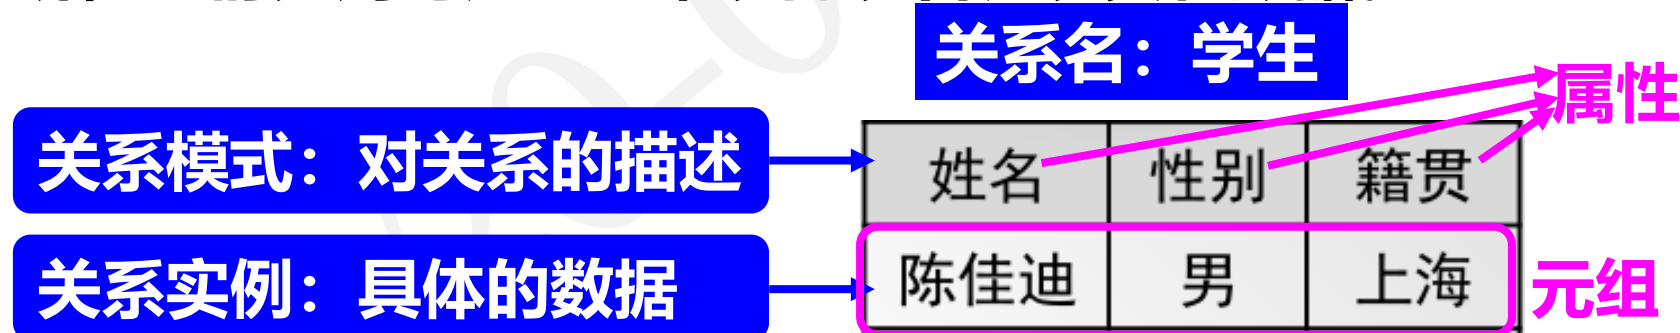 关系名：学生
属性
关系模式：对关系的描述
姓名 性别 籍贯
关系实例：具体的数据
陈佳迪 男 上海
元组